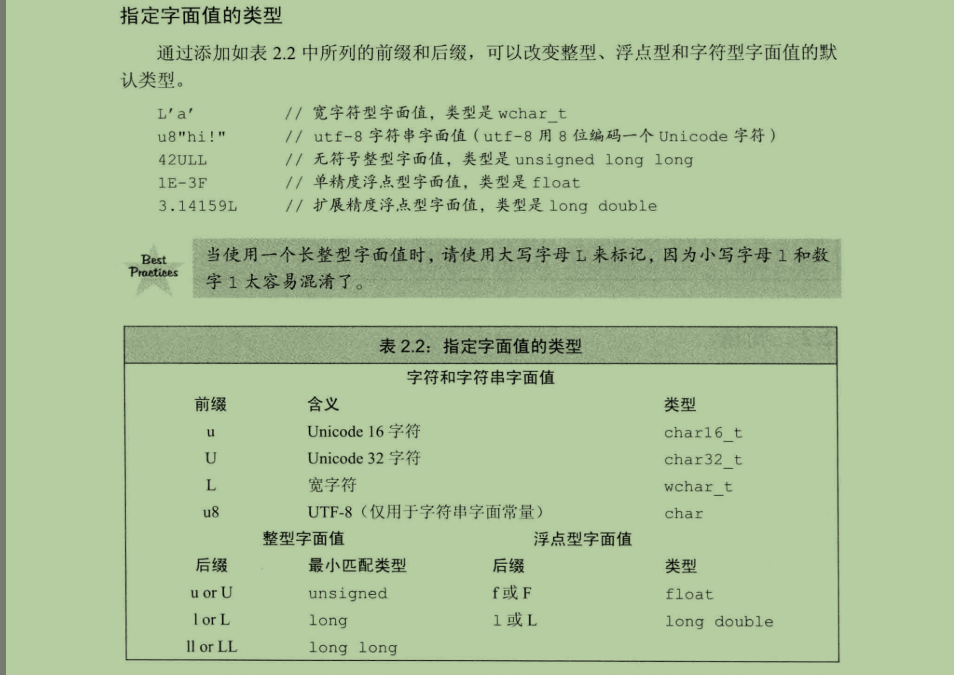 指定字面值的类型
通过添加如表 2.2 中所列的前缀和后缀，可以改变整型、浮点型和字符型字面值的默
认类型。
L'a' // 宽字符型字面值，类型是 wchar_t
u8"hi!" // utf-8 字符串字面值（utf-8 用 8 位编码一个 Unicode 字符）
42ULL // 无符号整型字面值，类型是 unsigned long long
1E-3F // 单精度浮点型字面值，类型是 float
3.14159L // 扩展精度浮点型字面值，类型是 long double
Best
Practices
当使用一个长整型字面值时，请使用大写字母 L 来标记，因为小写字母 l 和数
字 1 太容易混淆了。
表 2.2：指定字面值的类型
字符和字符串字面值
前缀 含义 类型
u Unicode 16 字符 char16_t
U Unicode 32 字符 char32_t
L 宽字符 wchar_t
u8 UTF-8（仅用于字符串字面常量） char
整型字面值 浮点型字面值
后缀 最小匹配类型 后缀 类型
u or U unsigned f 或 F float
l or L long l 或 L long double
ll or LL long long